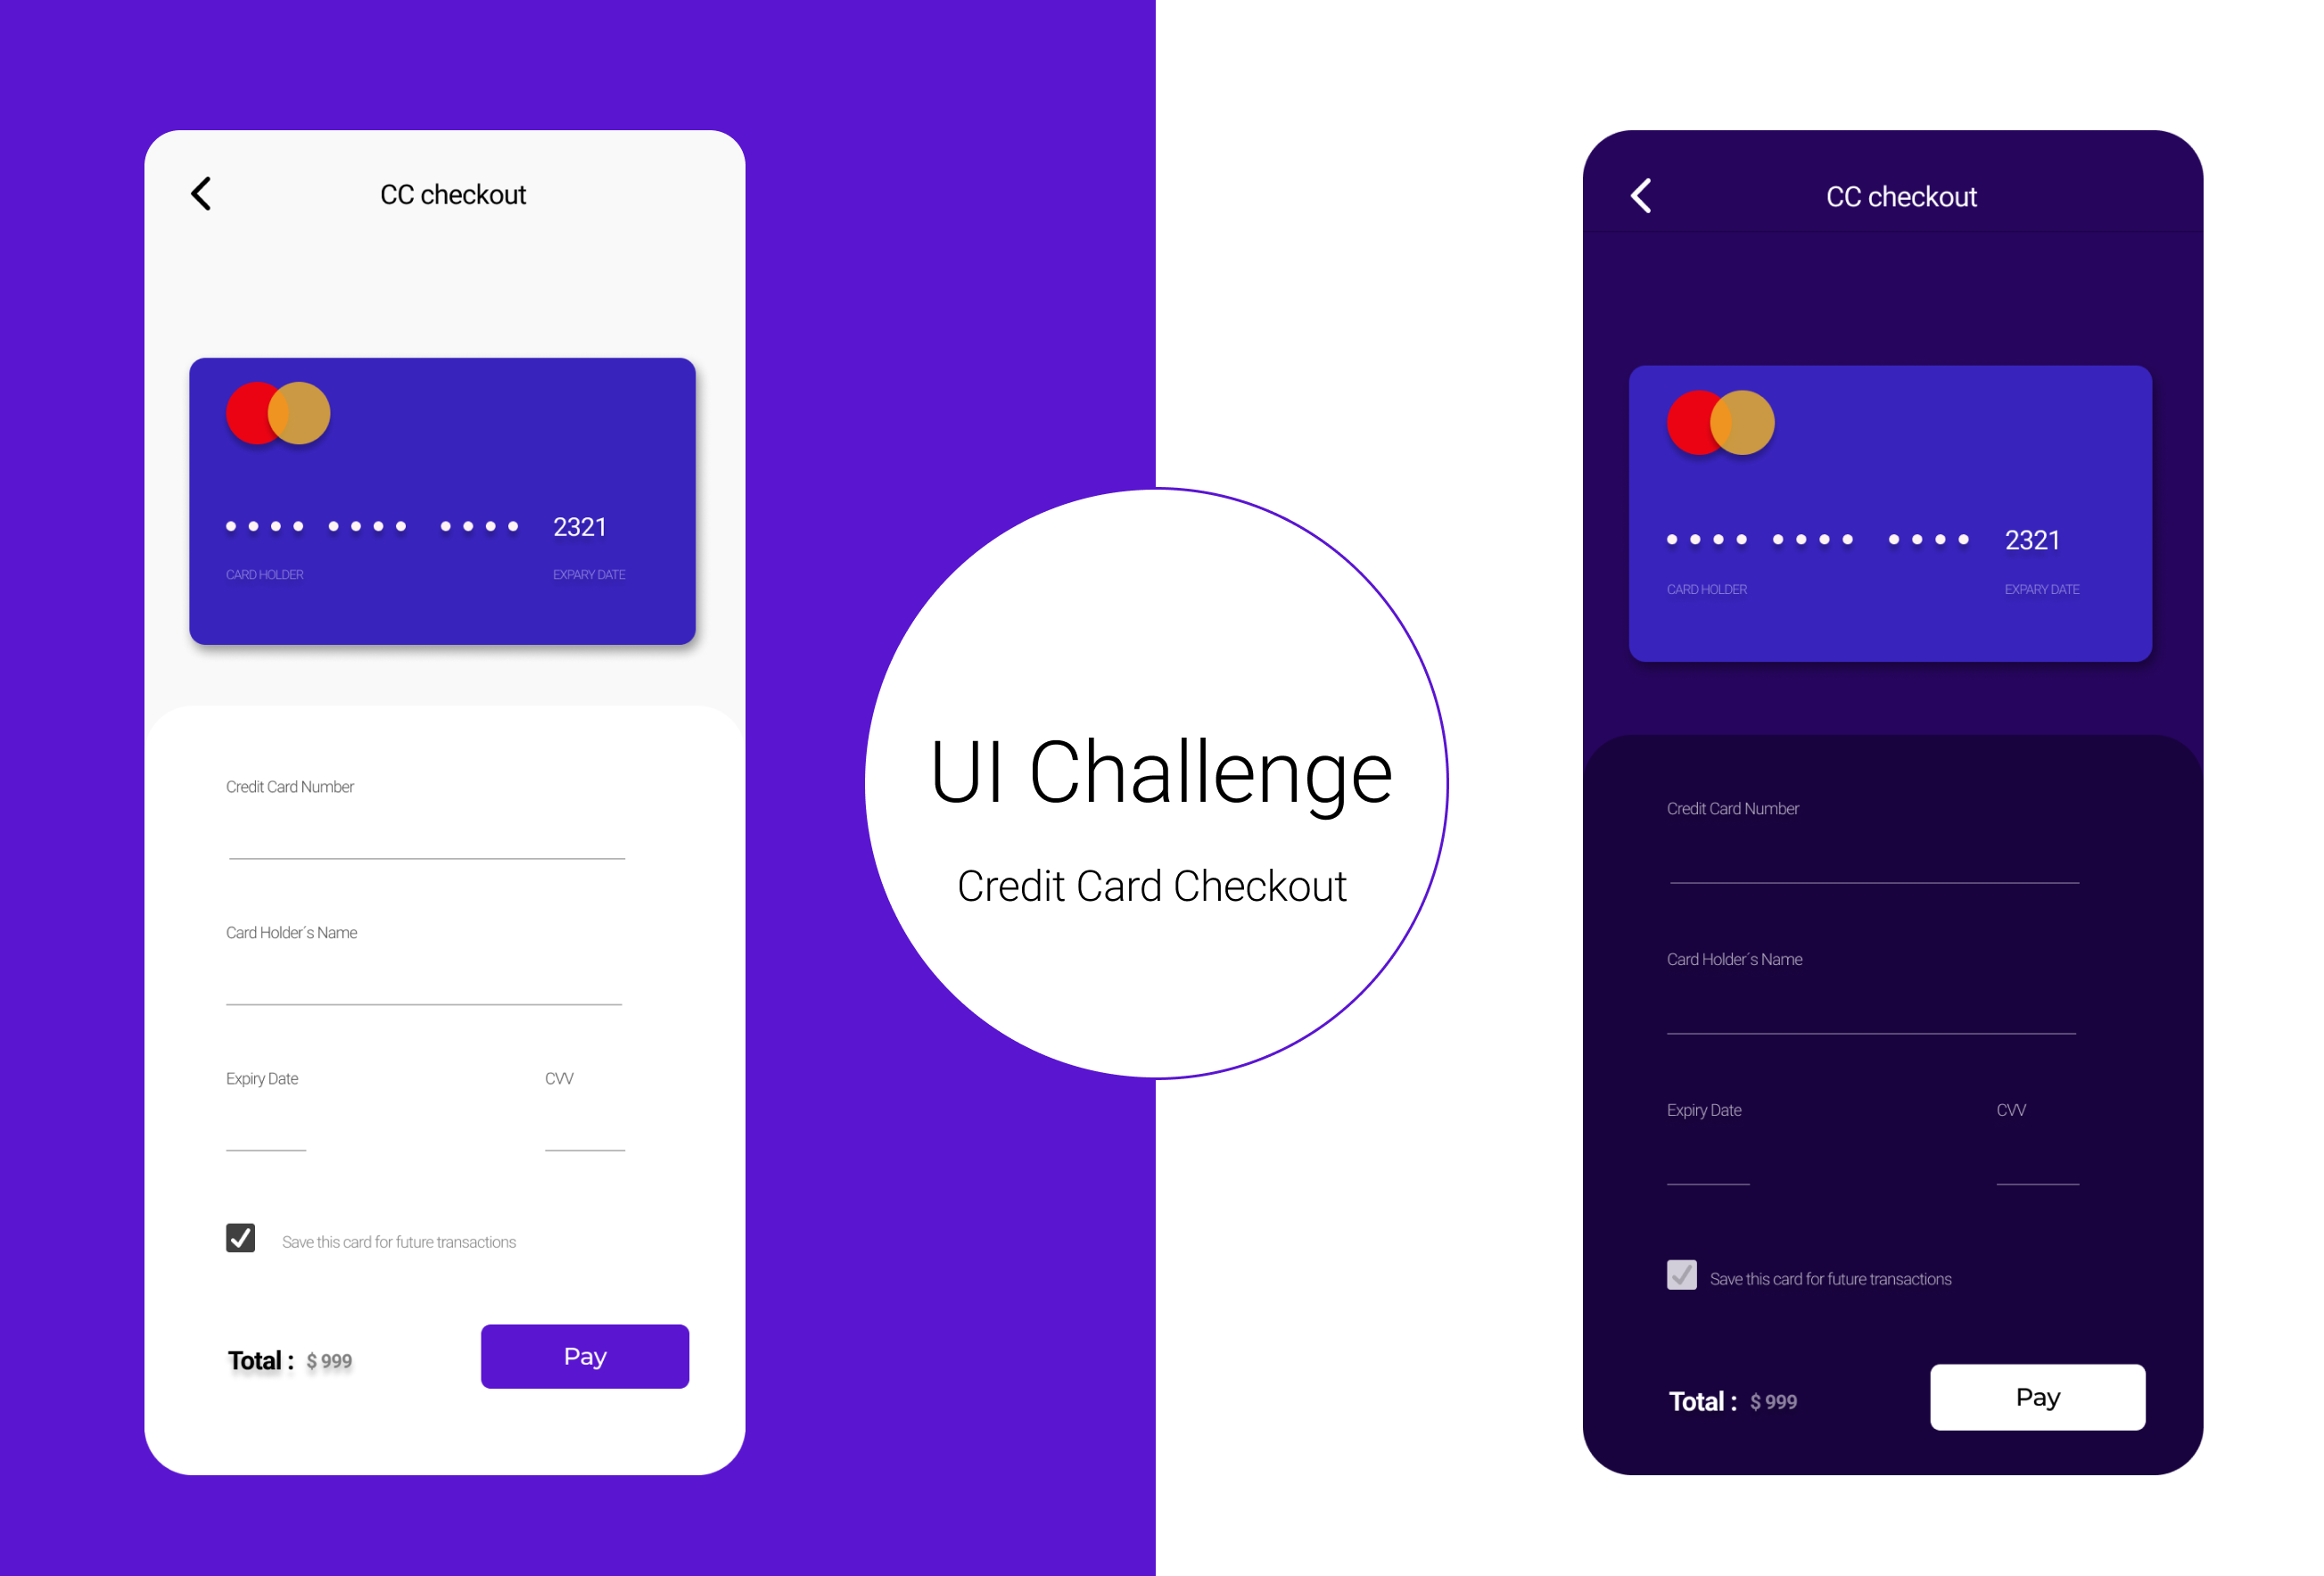 CC checkout
2321
CARD HOLDER EXPARY DATE
Credit Card Number
Card Holder´s Name
Expiry Date CVV
Save this card for future transactions
Total : $ 999 Pay
UI Challenge
Credit Card Checkout
CC checkout
2321
CARD HOLDER EXPARY DATE
Credit Card Number
Card Holder´s Name
Expiry Date CVV
Save this card for future transactions
Total : $ 999 Pay